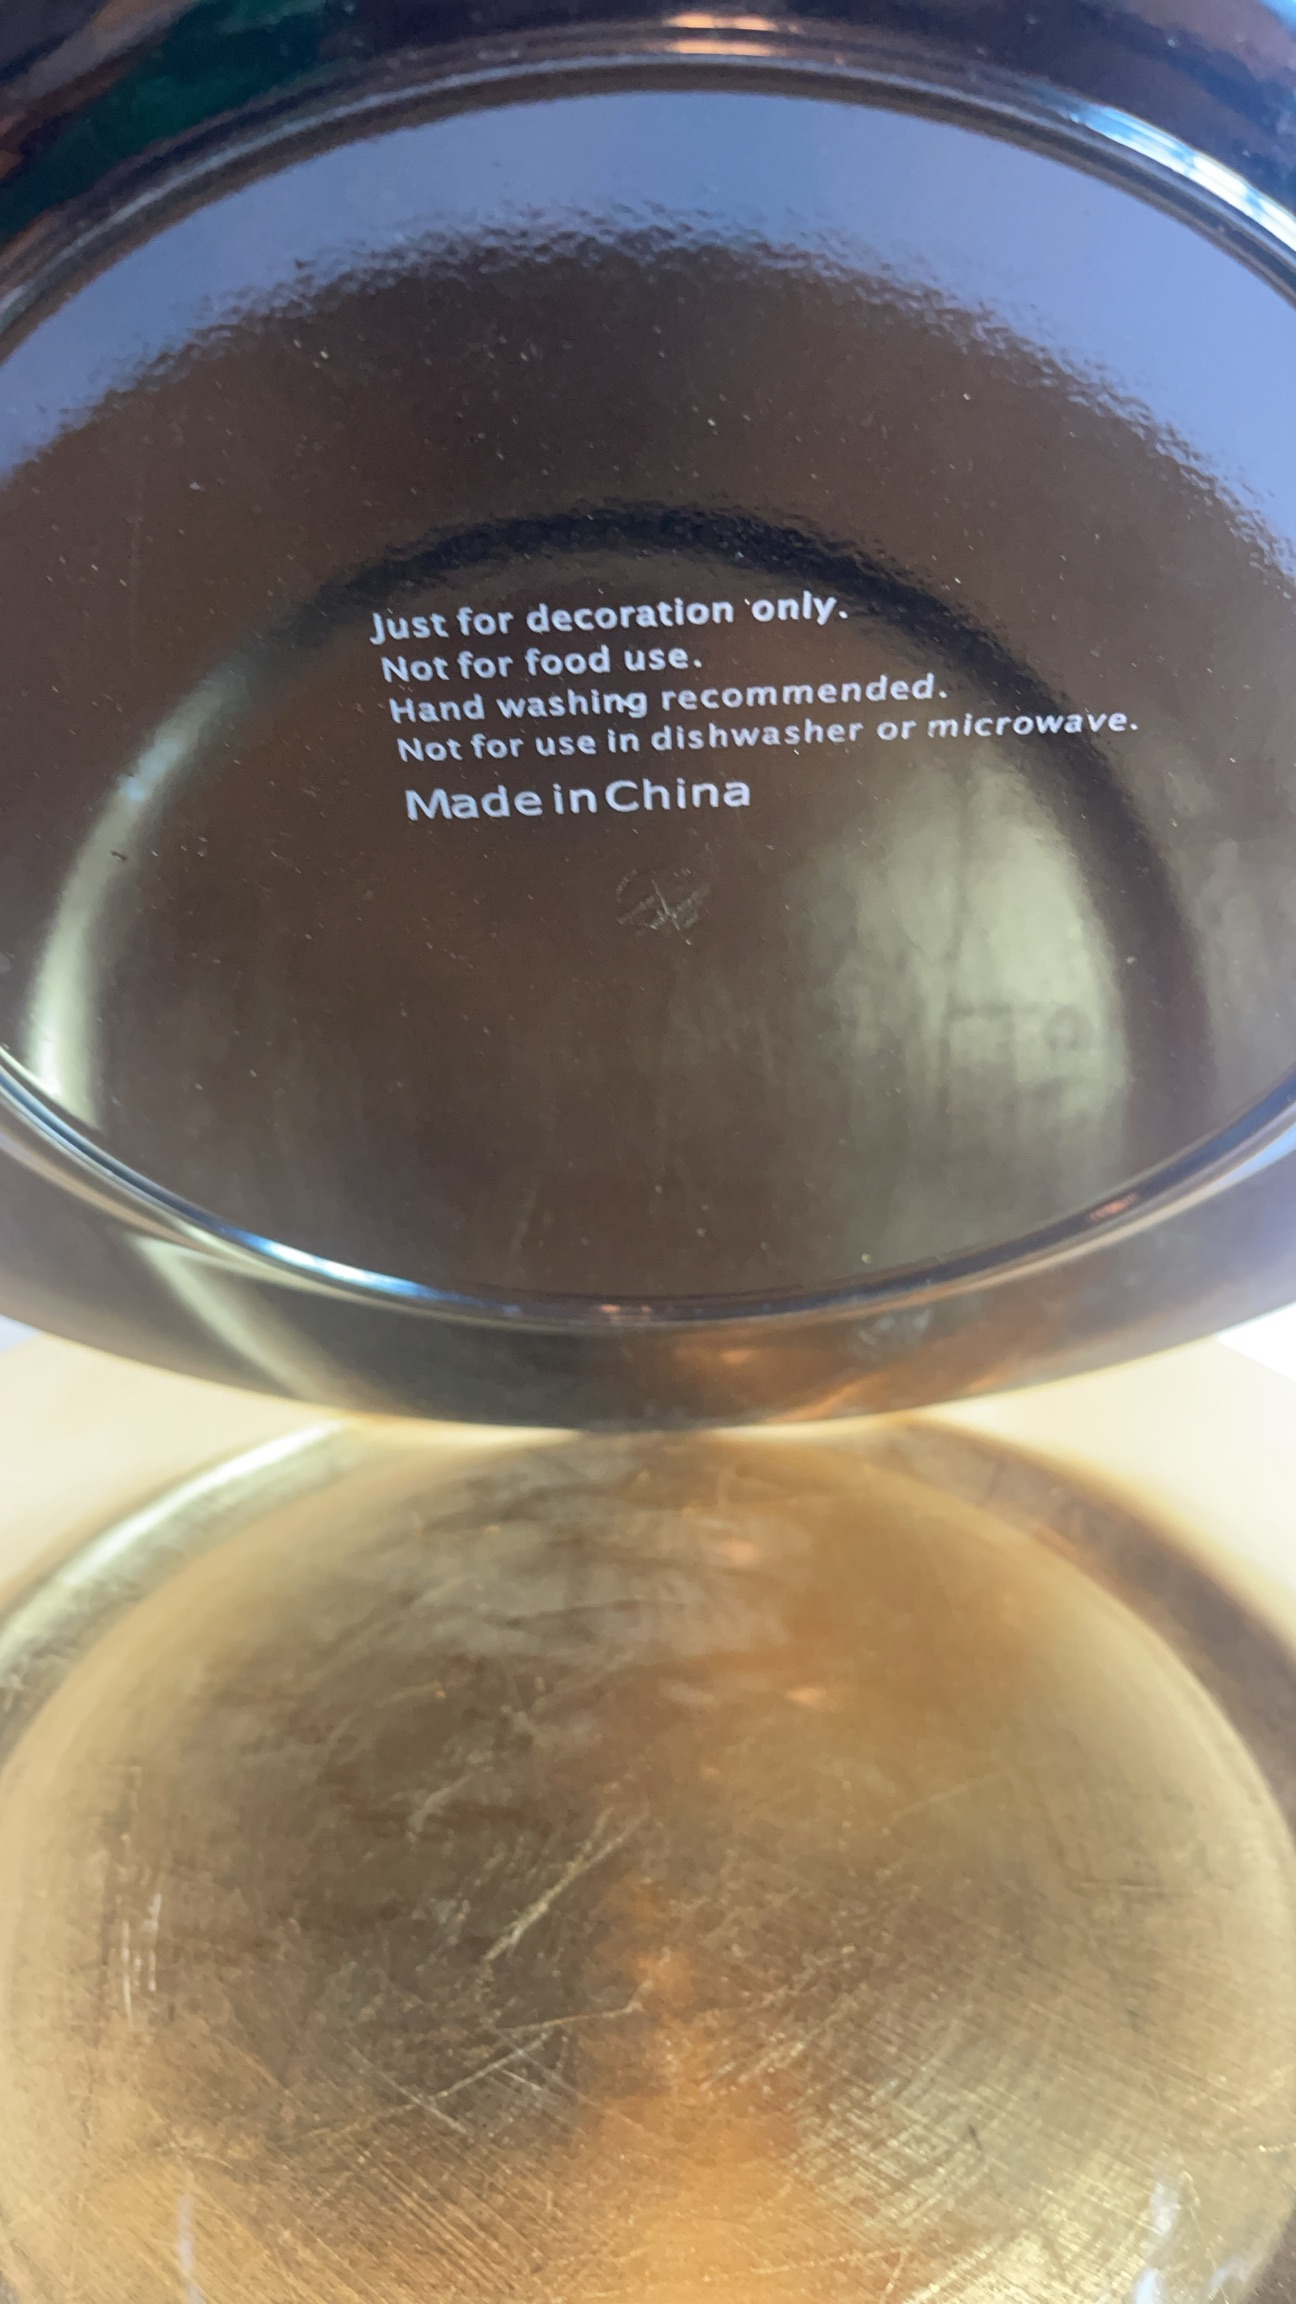 Just for decoration only.
Not for food use.
Hand washing recommended.
Not for use in dishwasher or microwave.
Made in China